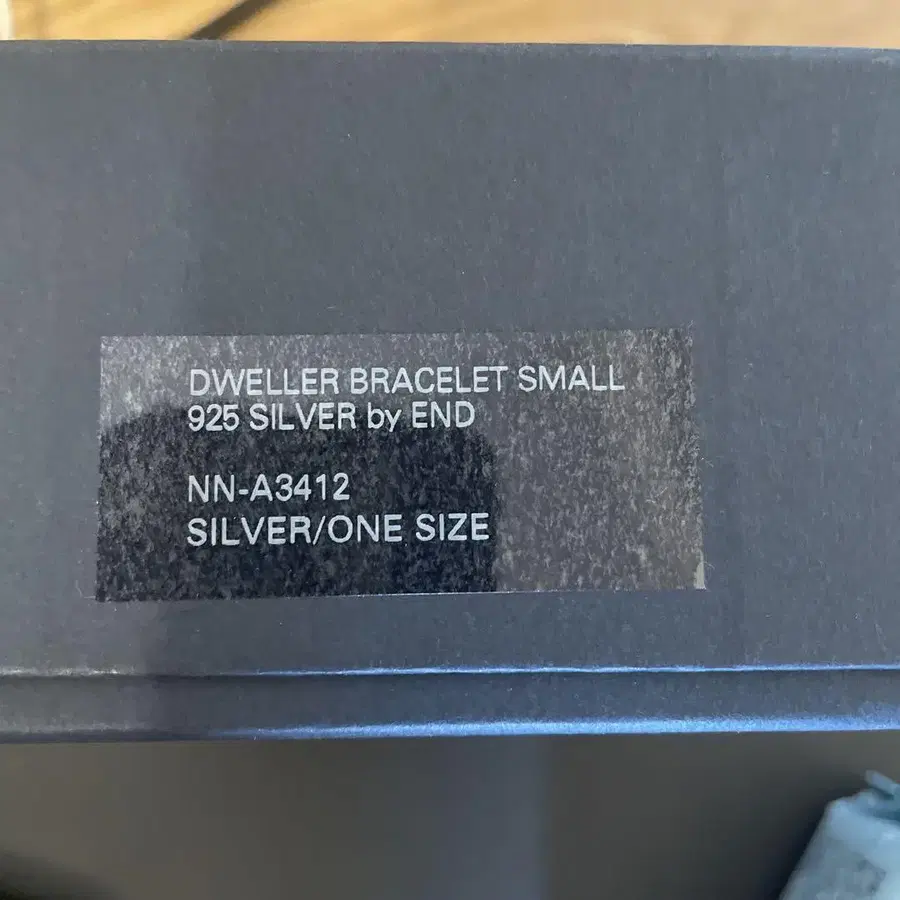 DWELLER BRACELET SMALL
925 SILVER by END
NN-A3412
SILVER/ONE SIZE